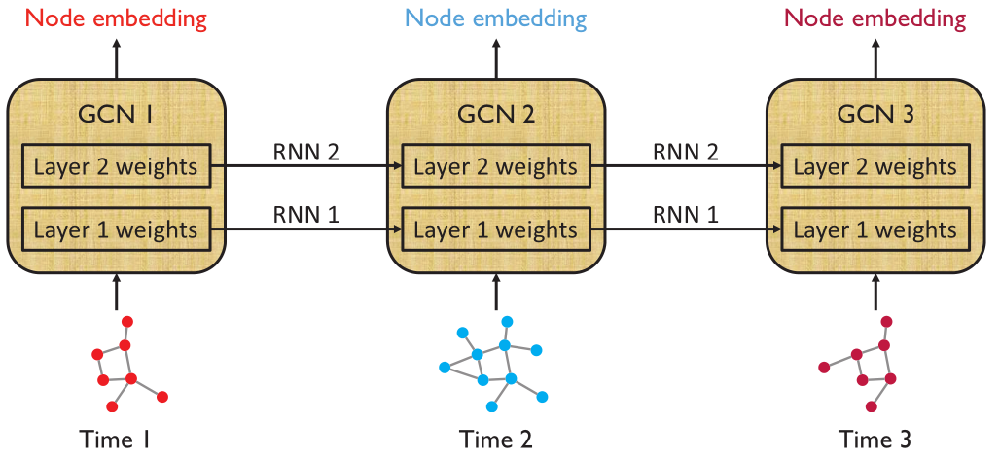 Node embedding
Node embedding
Node embedding
GCN 1
GCN 2
GCN 3
Layer 2 weights
RNN 2
Layer 2 weights
RNN 2
Layer 2 weights
Layer 1 weights
RNN 1
Layer 1 weights
RNN 1
Layer 1 weights
Time 1
Time 2
Time 3